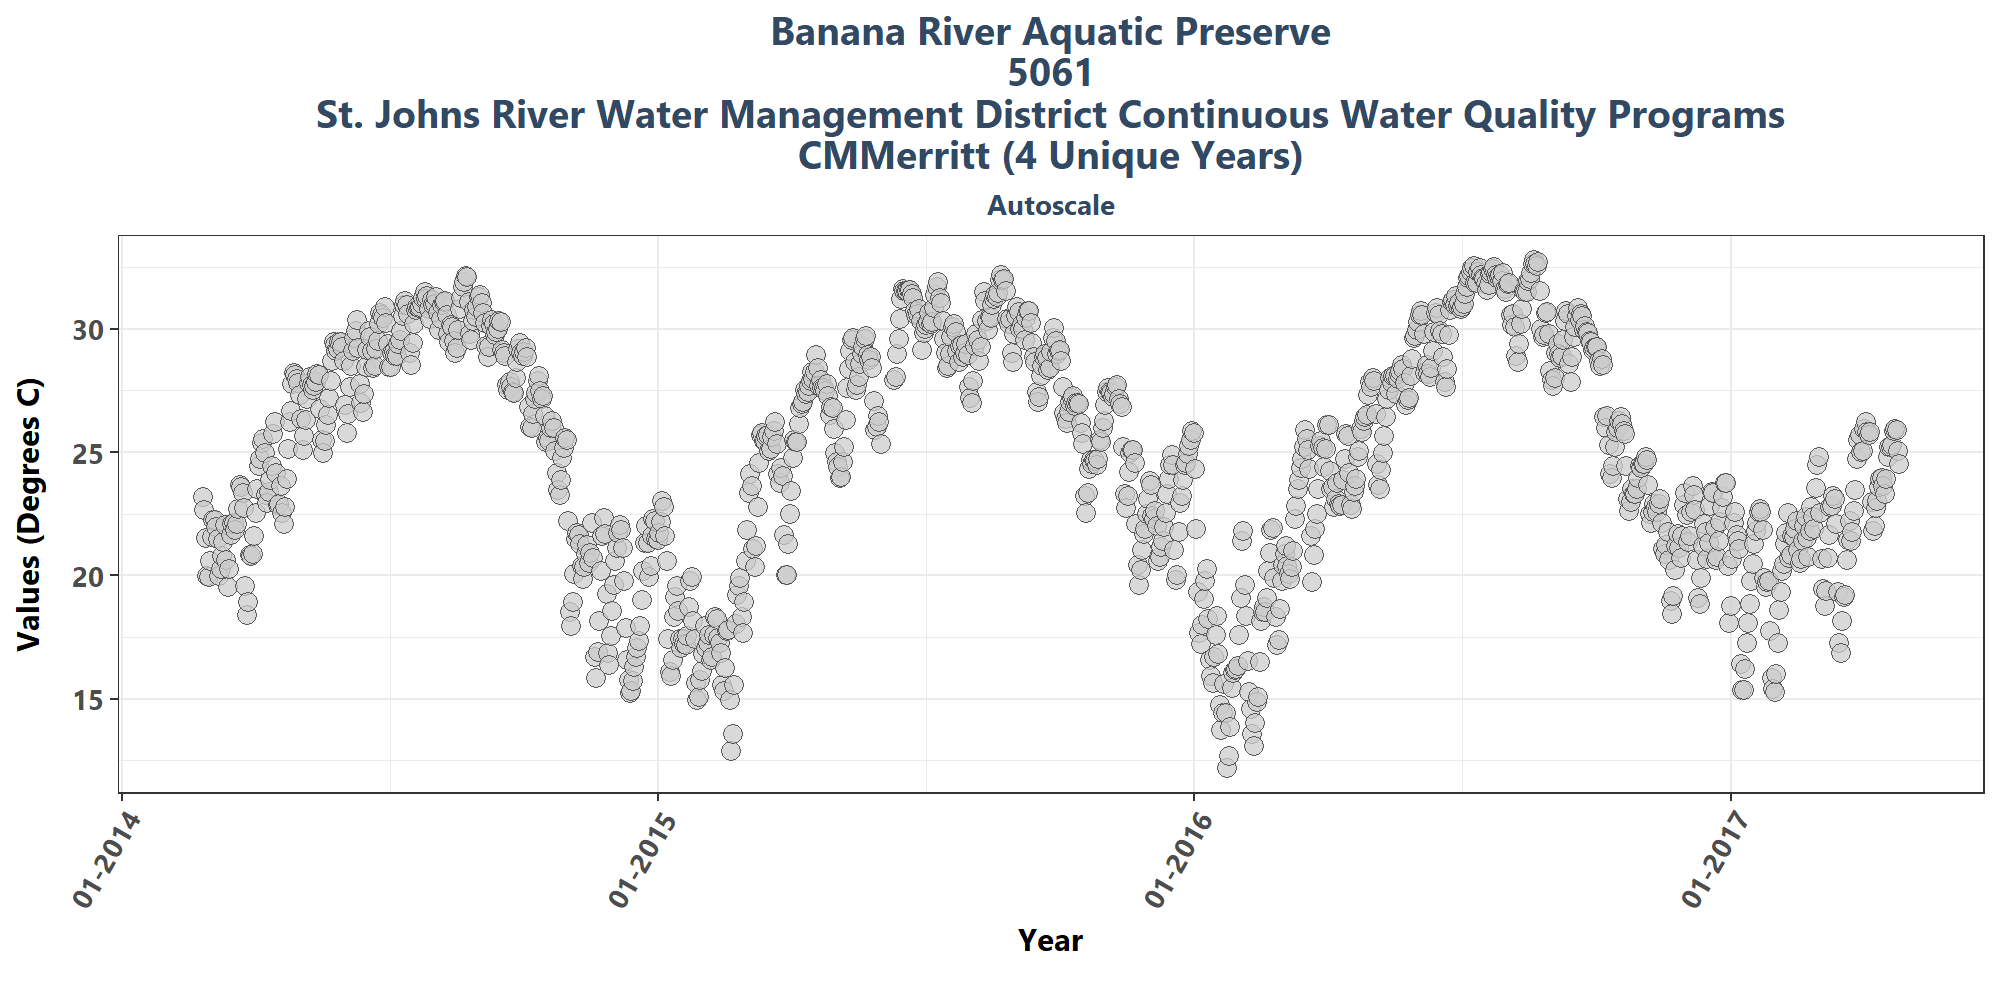 Banana River Aquatic Preserve
5061
St. Johns River Water Management District Continuous Water Quality Programs
CMMerritt (4 Unique Years)
Autoscale
Values (Degrees C)
30
25
20
15
01-2014
01-2015
01-2016
01-2017
Year